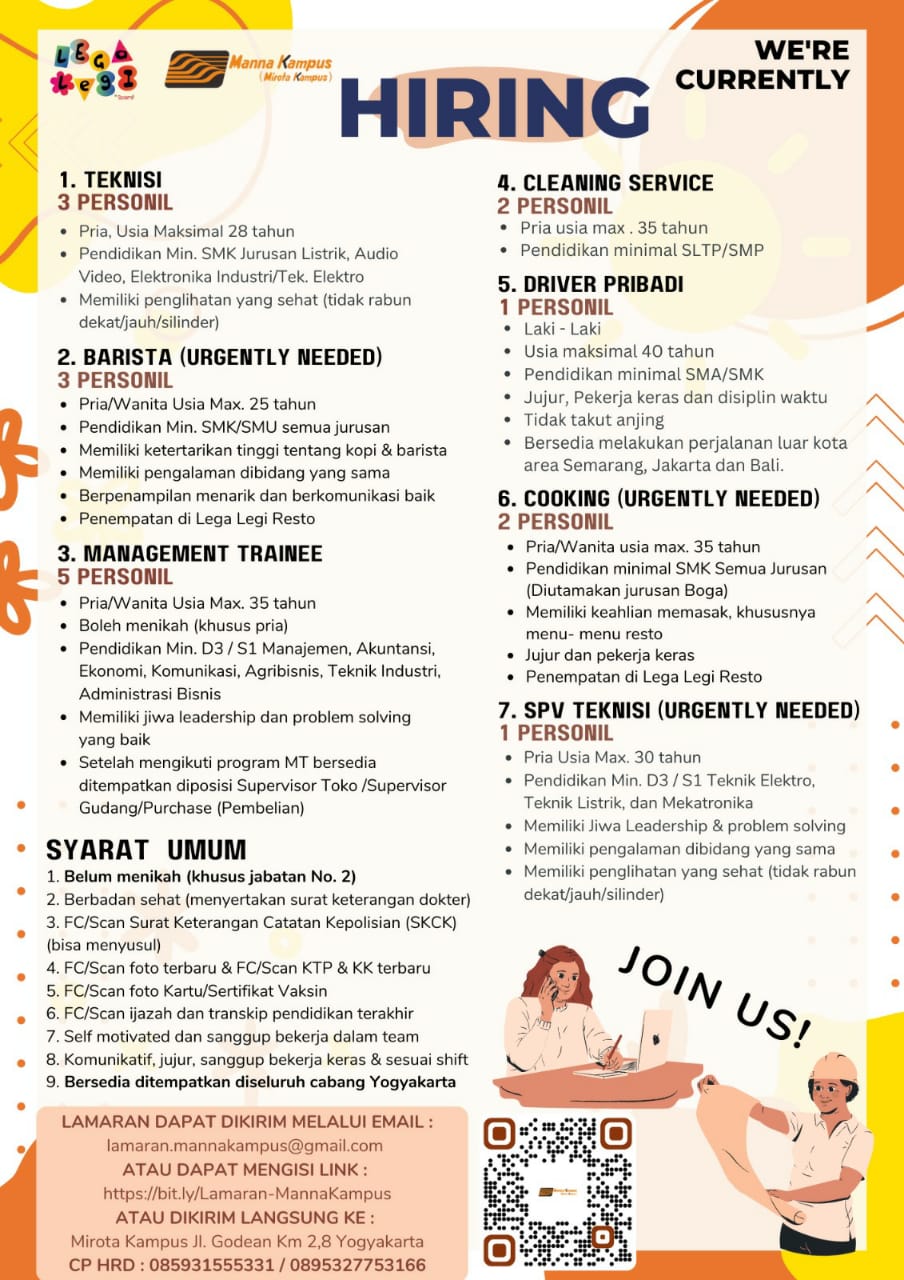 LEGA
LEGI
Manna Kampus
(Mirota Kampus)
WE'RE
CURRENTLY
HIRING
1. TEKNISI
3 PERSONIL
• Pria, Usia Maksimal 28 tahun
• Pendidikan Min. SMK Jurusan Listrik, Audio
Video, Elektronika Industri/Tek. Elektro
• Memiliki penglihatan yang sehat (tidak rabun
dekat/jauh/silinder)
2. BARISTA (URGENTLY NEEDED)
3 PERSONIL
• Pria/Wanita Usia Max. 25 tahun
• Pendidikan Min. SMK/SMU semua jurusan
• Memiliki ketertarikan tinggi tentang kopi & barista
• Memiliki pengalaman dibidang yang sama
• Berpenampilan menarik dan berkomunikasi baik
• Penempatan di Lega Legi Resto
3. MANAGEMENT TRAINEE
5 PERSONIL
• Pria/Wanita Usia Max. 35 tahun
• Boleh menikah (khusus pria)
• Pendidikan Min. D3 / S1 Manajemen, Akuntansi,
Ekonomi, Komunikasi, Agribisnis, Teknik Industri,
Administrasi Bisnis
• Memiliki jiwa leadership dan problem solving
yang baik
• Setelah mengikuti program MT bersedia
ditempatkan diposisi Supervisor Toko /Supervisor
Gudang/Purchase (Pembelian)
4. CLEANING SERVICE
2 PERSONIL
• Pria usia max . 35 tahun
• Pendidikan minimal SLTP/SMP
5. DRIVER PRIBADI
1 PERSONIL
• Laki - Laki
• Usia maksimal 40 tahun
• Pendidikan minimal SMA/SMK
• Jujur, Pekerja keras dan disiplin waktu
• Tidak takut anjing
• Bersedia melakukan perjalanan luar kota
area Semarang, Jakarta dan Bali.
6. COOKING (URGENTLY NEEDED)
2 PERSONIL
• Pria/Wanita usia max. 35 tahun
• Pendidikan minimal SMK Semua Jurusan
(Diutamakan jurusan Boga)
• Memiliki keahlian memasak, khususnya
menu- menu resto
• Jujur dan pekerja keras
• Penempatan di Lega Legi Resto
7. SPV TEKNISI (URGENTLY NEEDED)
1 PERSONIL
• Pria Usia Max. 30 tahun
• Pendidikan Min. D3 / S1 Teknik Elektro,
Teknik Listrik, dan Mekatronika
• Memiliki Jiwa Leadership & problem solving
• Memiliki pengalaman dibidang yang sama
• Memiliki penglihatan yang sehat (tidak rabun
dekat/jauh/silinder)
SYARAT UMUM
1. Belum menikah (khusus jabatan No. 2)
2. Berbadan sehat (menyertakan surat keterangan dokter)
3. FC/Scan Surat Keterangan Catatan Kepolisian (SKCK)
(bisa menyusul)
4. FC/Scan foto terbaru & FC/Scan KTP & KK terbaru
5. FC/Scan foto Kartu/Sertifikat Vaksin
6. FC/Scan ijazah dan transkip pendidikan terakhir
7. Self motivated dan sanggup bekerja dalam team
8. Komunikatif, jujur, sanggup bekerja keras & sesuai shift
9. Bersedia ditempatkan diseluruh cabang Yogyakarta
JOIN US!
LAMARAN DAPAT DIKIRIM MELALUI EMAIL :
lamaran.mannakampus@gmail.com
ATAU DAPAT MENGISI LINK :
https://bit.ly/Lamaran-MannaKampus
ATAU DIKIRIM LANGSUNG KE :
Mirota Kampus Jl. Godean Km 2,8 Yogyakarta
CP HRD : 085931555331 / 0895327753166